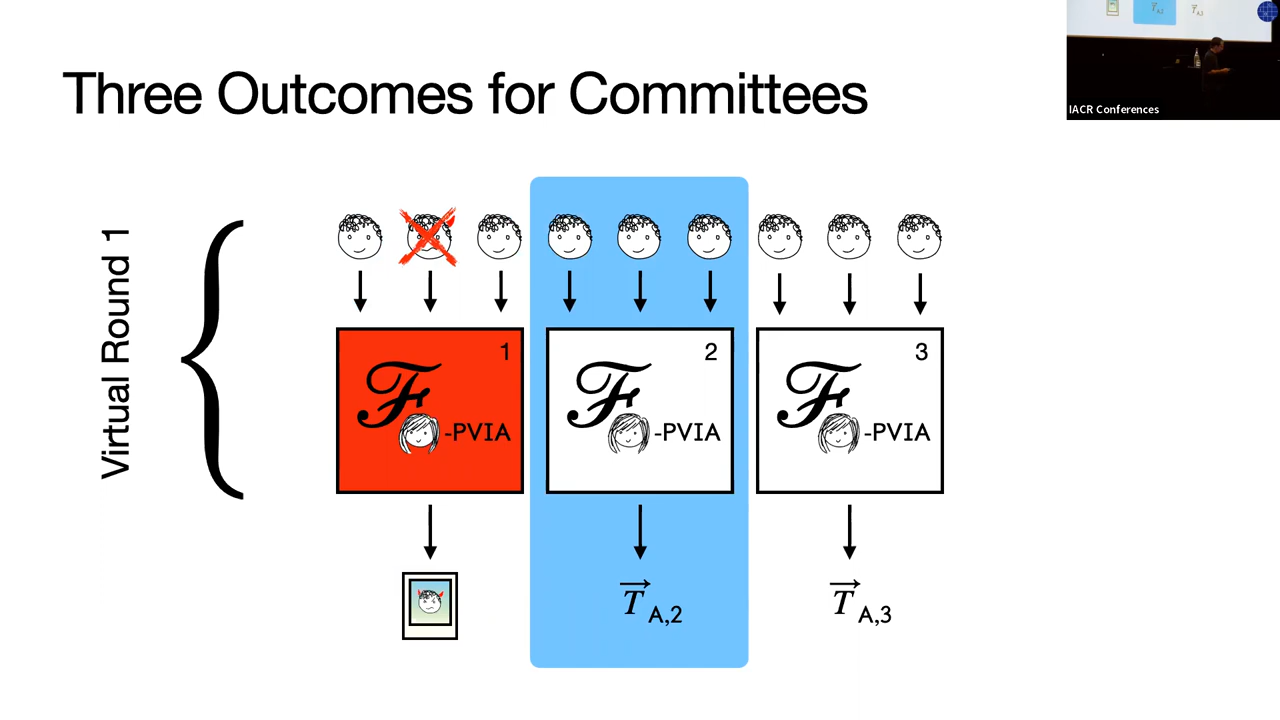 Three Outcomes for Committees
IACR Conferences
Virtual Round 1
1
ℱ-PVIA
2
ℱ-PVIA
3
ℱ-PVIA
T⃗ A,2
T⃗ A,3